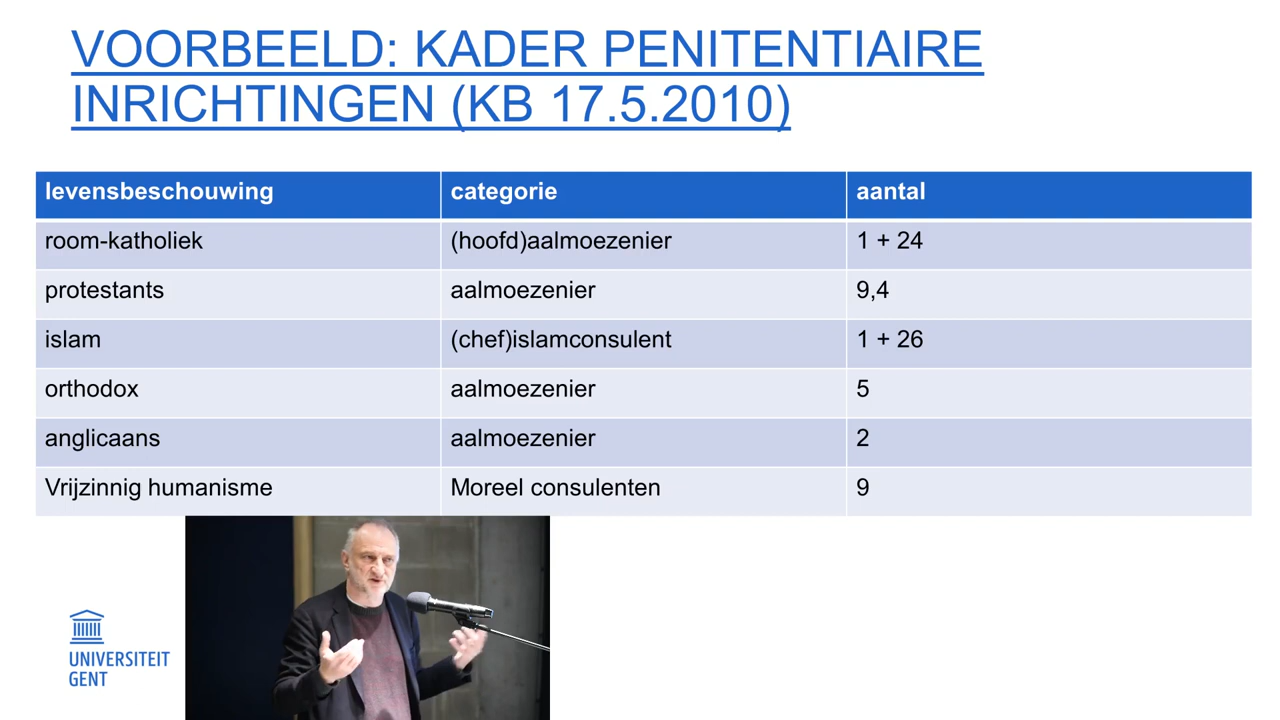 VOORBEELD: KADER PENITENTIAIRE
INRICHTINGEN (KB 17.5.2010)
levensbeschouwing categorie aantal
room-katholiek (hoofd)aalmoezenier 1 + 24
protestants aalmoezenier 9,4
islam (chef)islamconsulent 1 + 26
orthodox aalmoezenier 5
anglicaans aalmoezenier 2
Vrijzinnig humanisme Moreel consulenten 9
UNIVERSITEIT
GENT